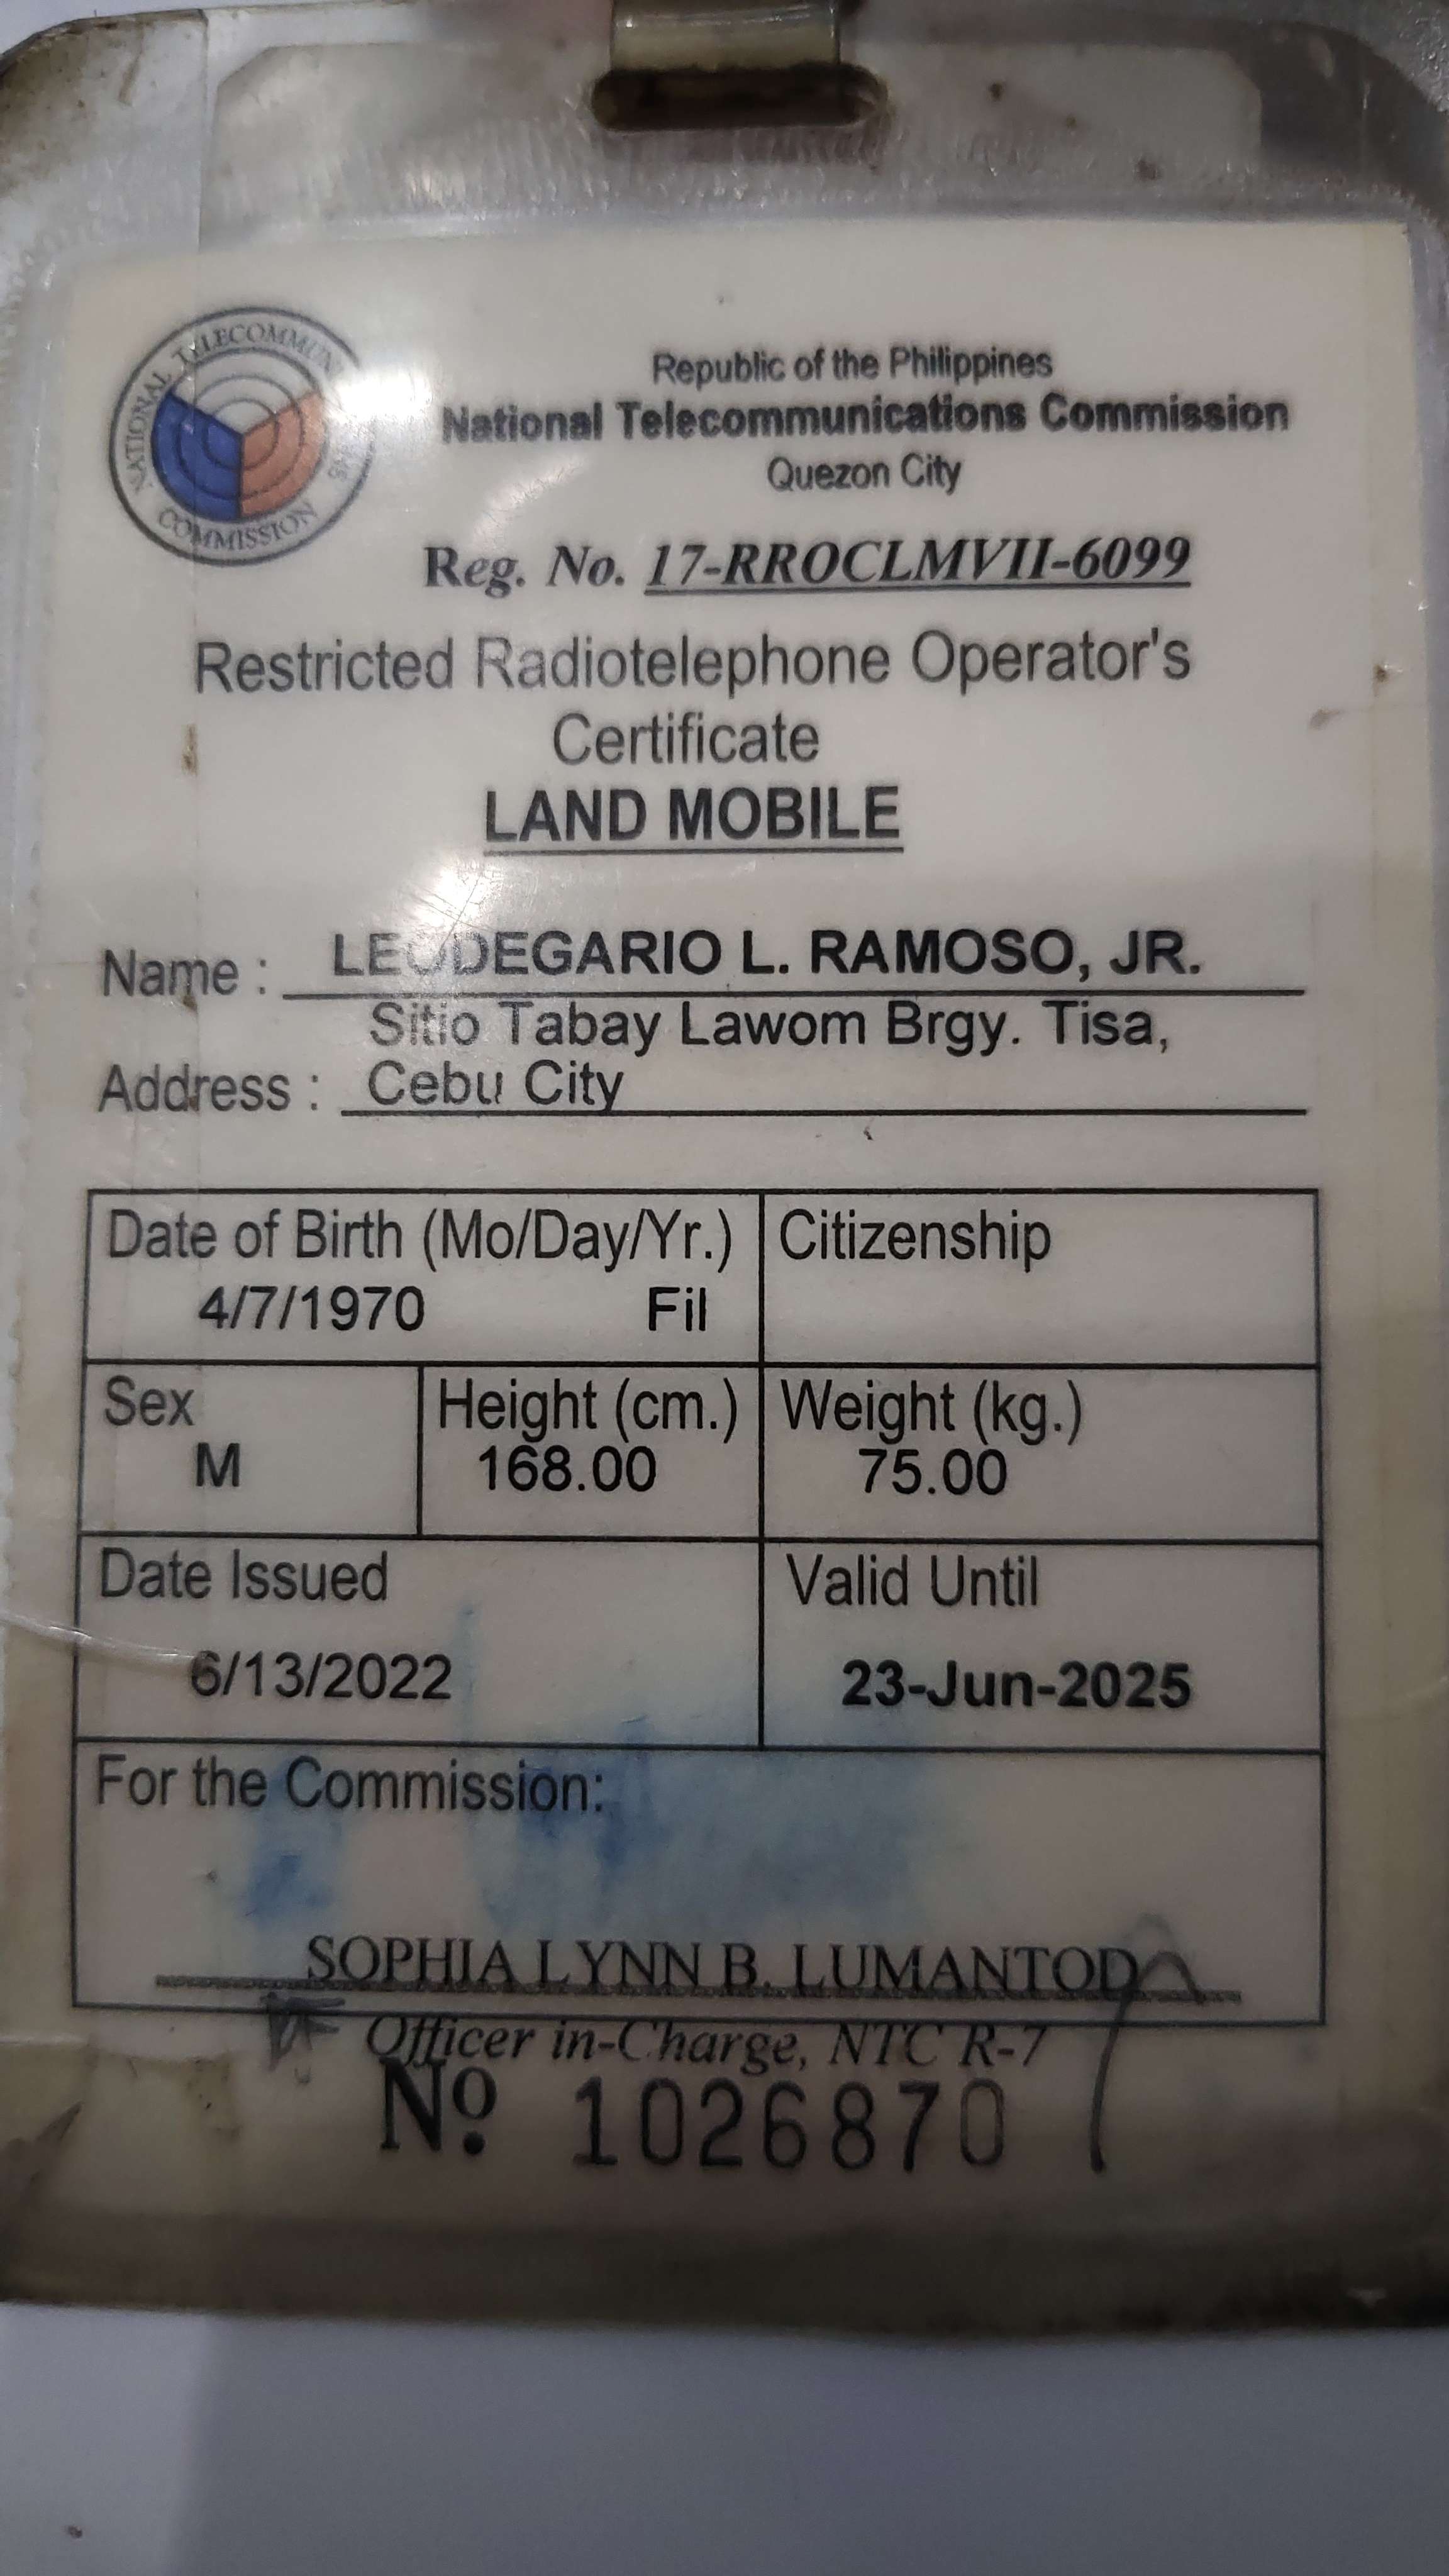 NATIONAL TELECOMMUN
COMMISSION
Republic of the Philippines
National Telecommunications Commission
Quezon City
Reg. No. 17-RROCLMVII-6099
Restricted Radiotelephone Operator's
Certificate
LAND MOBILE
Name : LEODEGARIO L. RAMOSO, JR.
Sitio Tabay Lawom Brgy. Tisa,
Address : Cebu City
Date of Birth (Mo/Day/Yr.) Citizenship
4/7/1970 Fil
Sex Height (cm.) Weight (kg.)
M 168.00 75.00
Date Issued Valid Until
6/13/2022 23-Jun-2025
For the Commission:
SOPHIA LYNN B. LUMANTOD
Officer in-Charge, NTC R-7
No 1026870